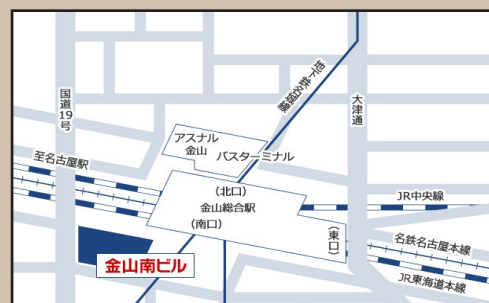 国道19号
地下鉄名城線
大津通
アスナル
金山
バスターミナル
至名古屋駅
(北口)
金山総合駅
(南口)
(東口)
JR中央線
名鉄名古屋本線
JR東海道本線
金山南ビル